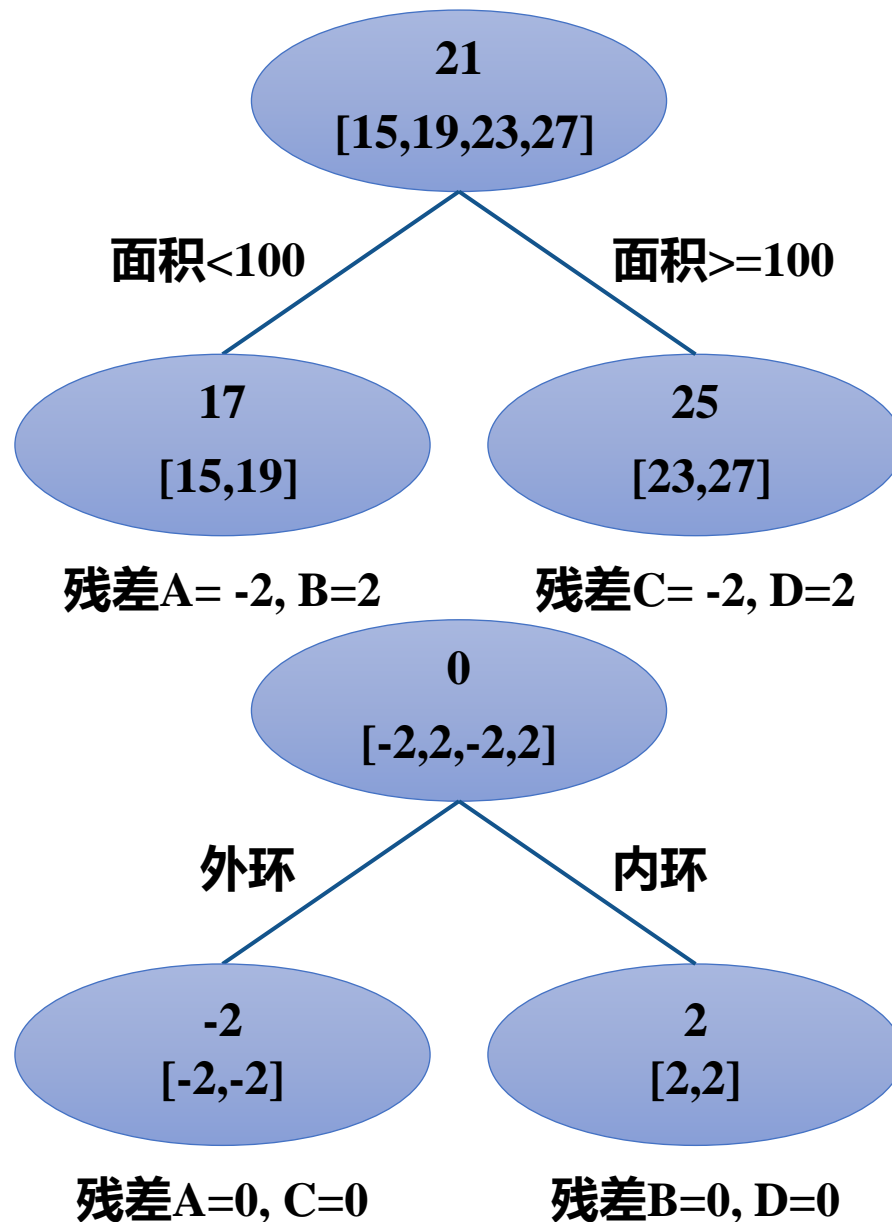 21
[15,19,23,27]
面积<100
面积>=100
17
[15,19]
25
[23,27]
残差A= -2, B=2
残差C= -2, D=2
0
[-2,2,-2,2]
外环
内环
-2
[-2,-2]
2
[2,2]
残差A=0, C=0
残差B=0, D=0